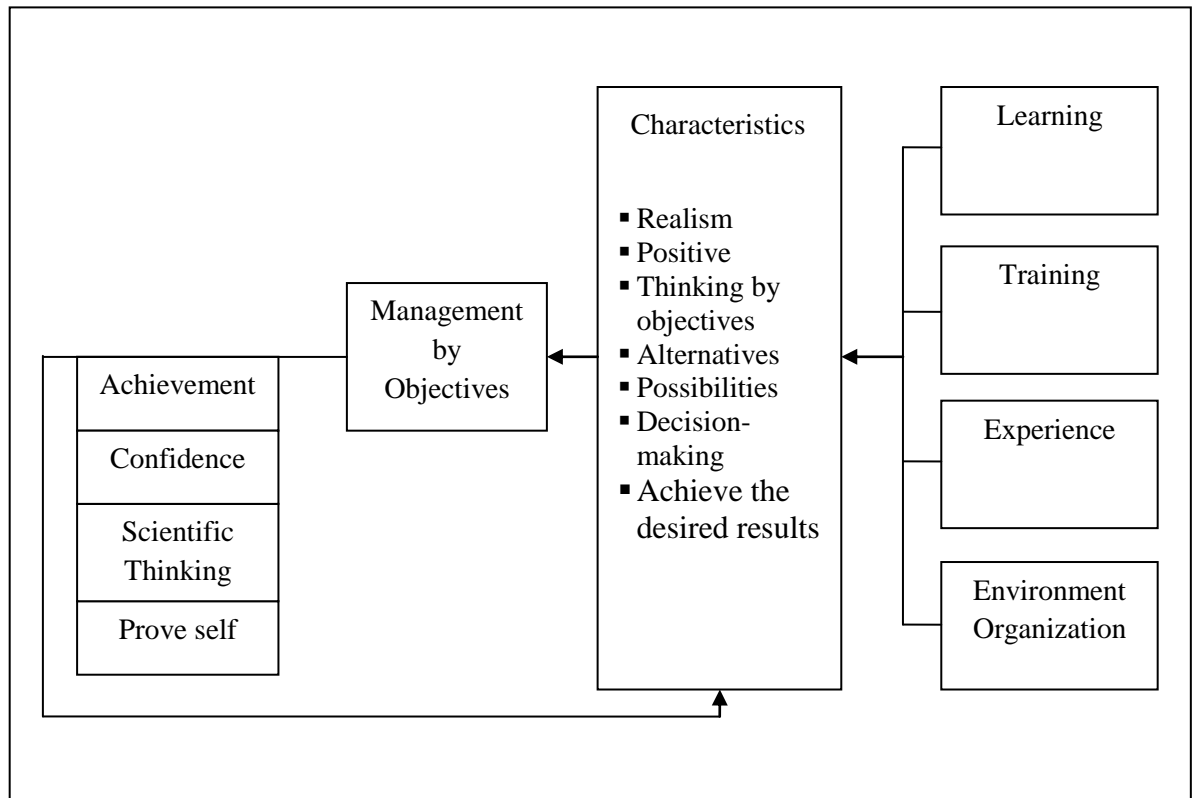 Characteristics
▪ Realism
▪ Positive
▪ Thinking by
objectives
▪ Alternatives
▪ Possibilities
▪ Decision-
making
▪ Achieve the
desired results
Learning
Training
Experience
Environment
Organization
Management
by
Objectives
Achievement
Confidence
Scientific
Thinking
Prove self